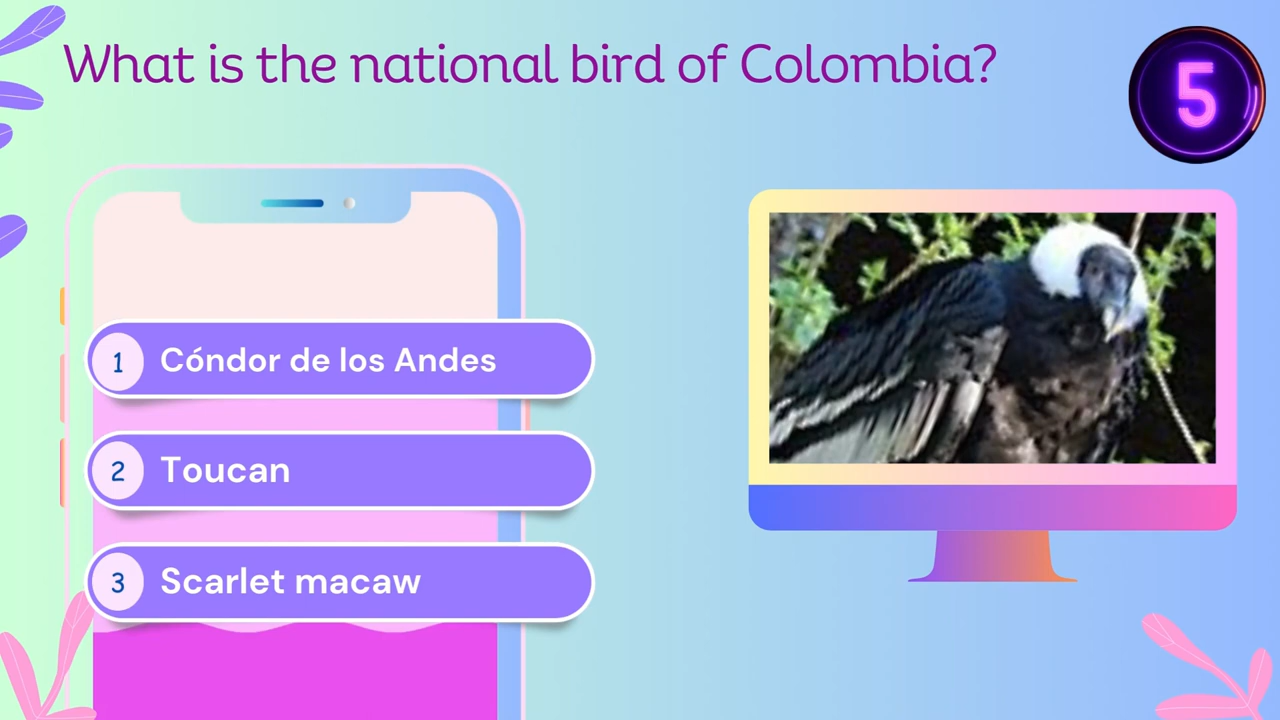 What is the national bird of Colombia?
5
1 Cóndor de los Andes
2 Toucan
3 Scarlet macaw